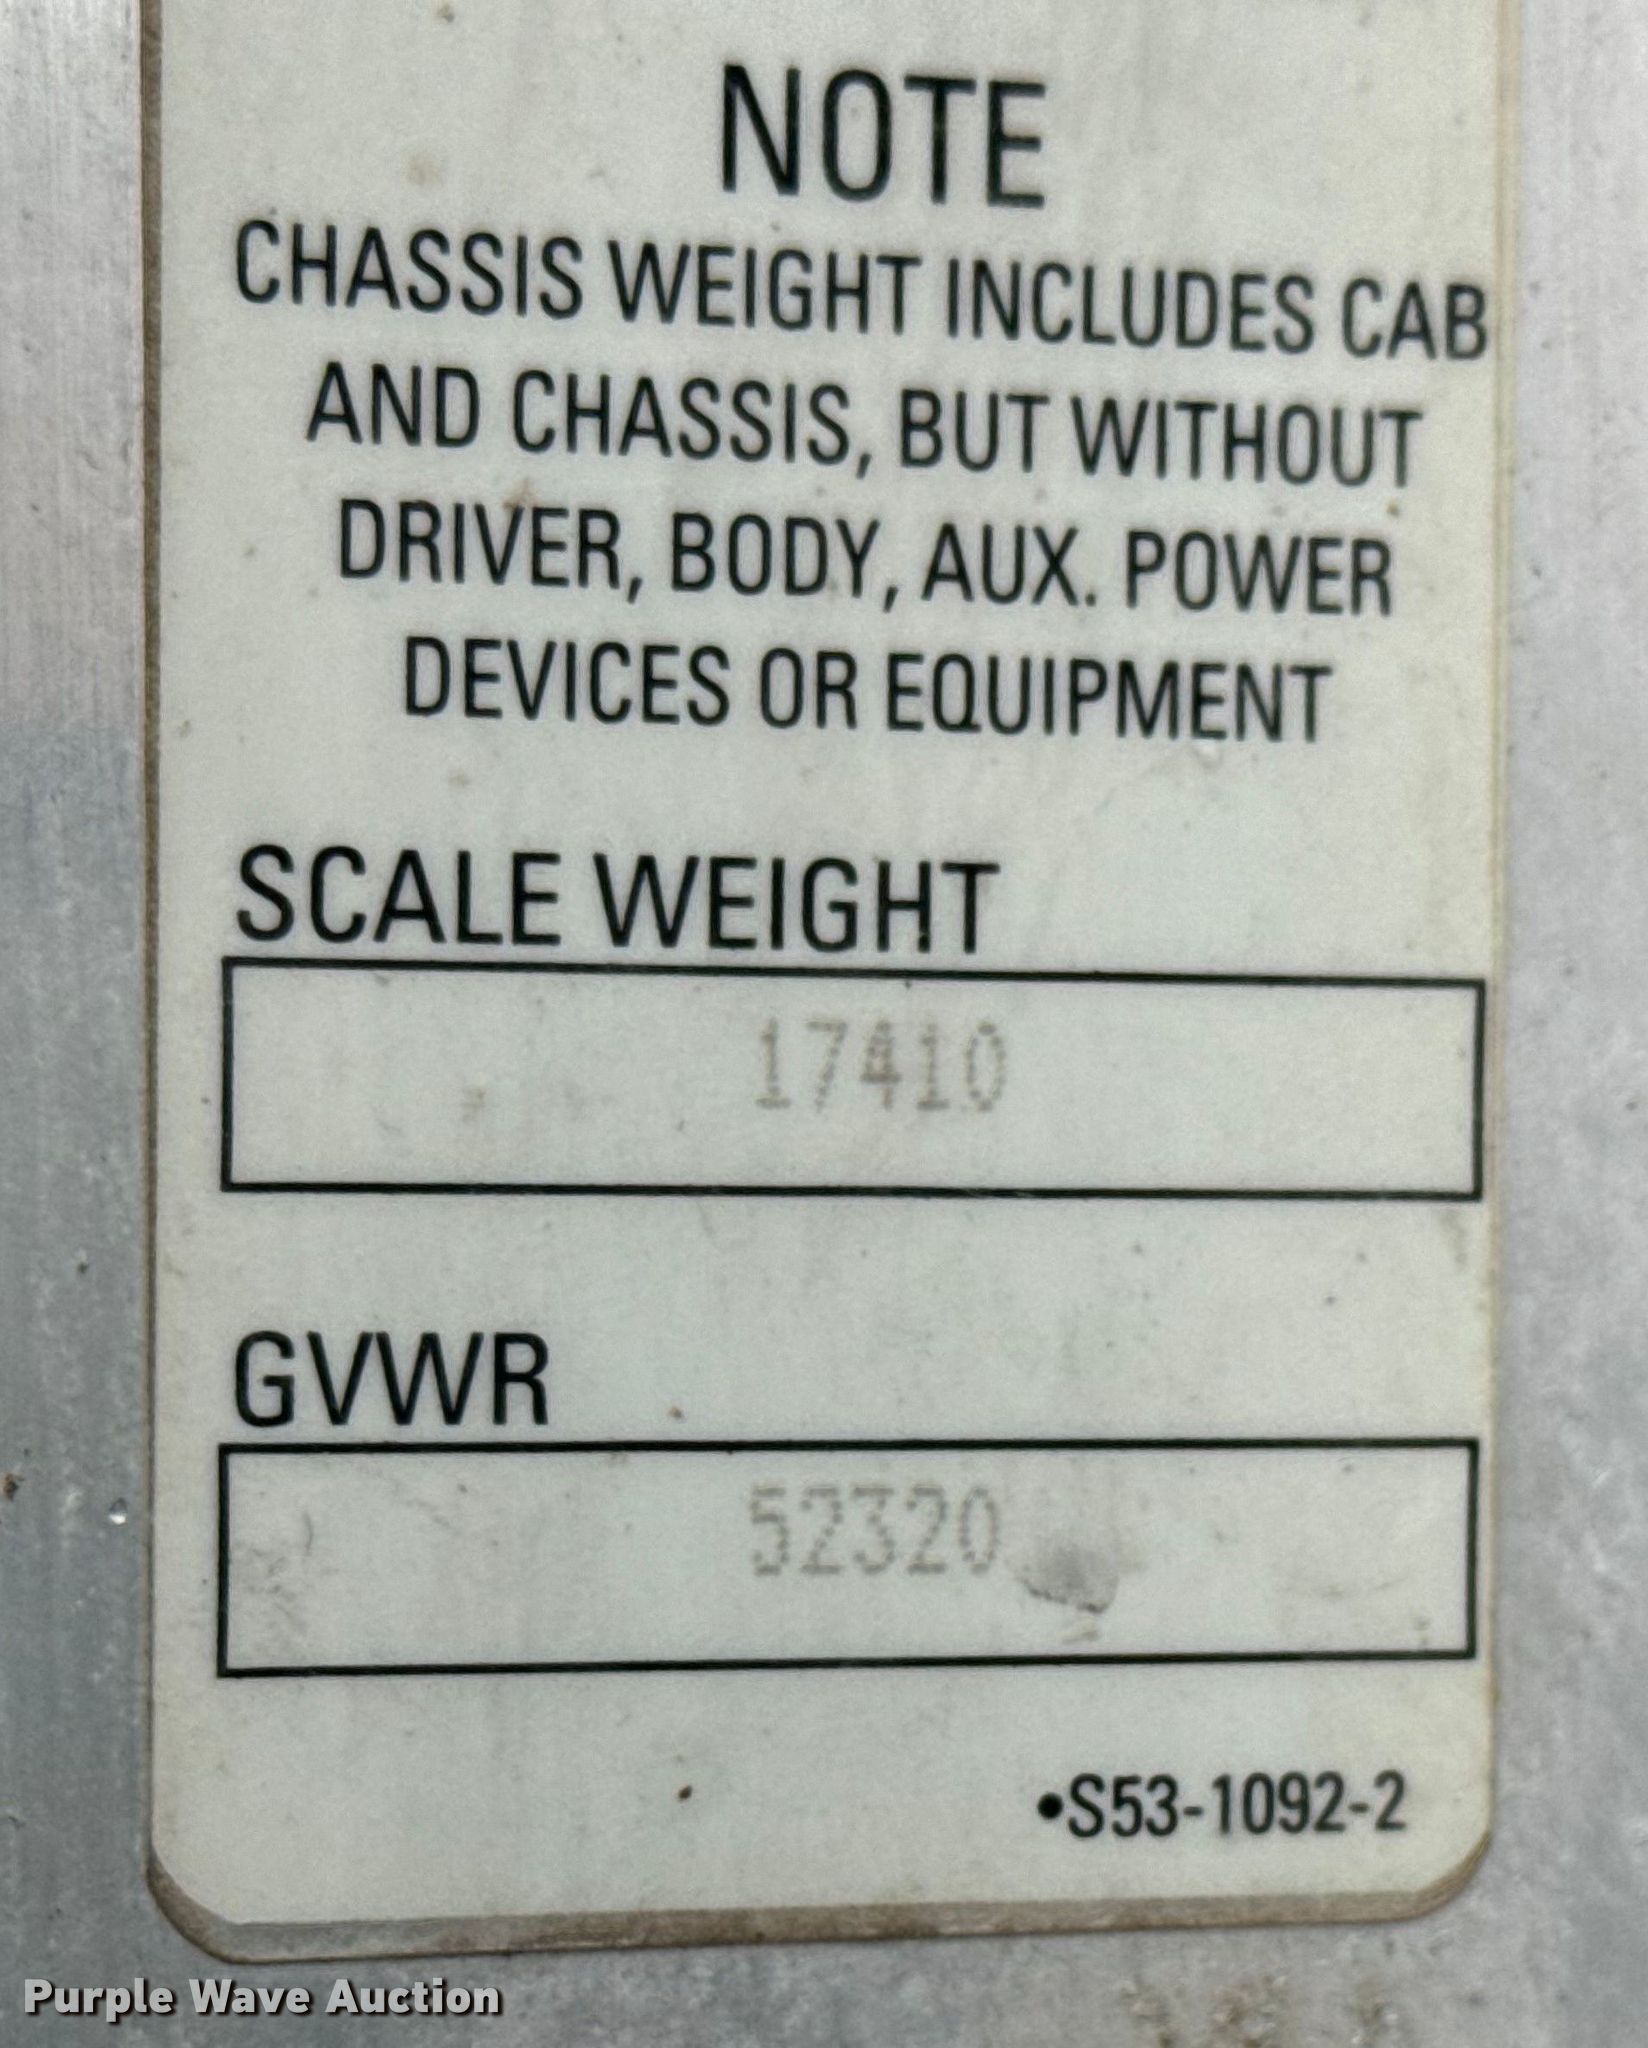 NOTE
CHASSIS WEIGHT INCLUDES CAB
AND CHASSIS, BUT WITHOUT
DRIVER, BODY, AUX. POWER
DEVICES OR EQUIPMENT
SCALE WEIGHT
17410
GVWR
52320
•S53-1092-2
Purple Wave Auction